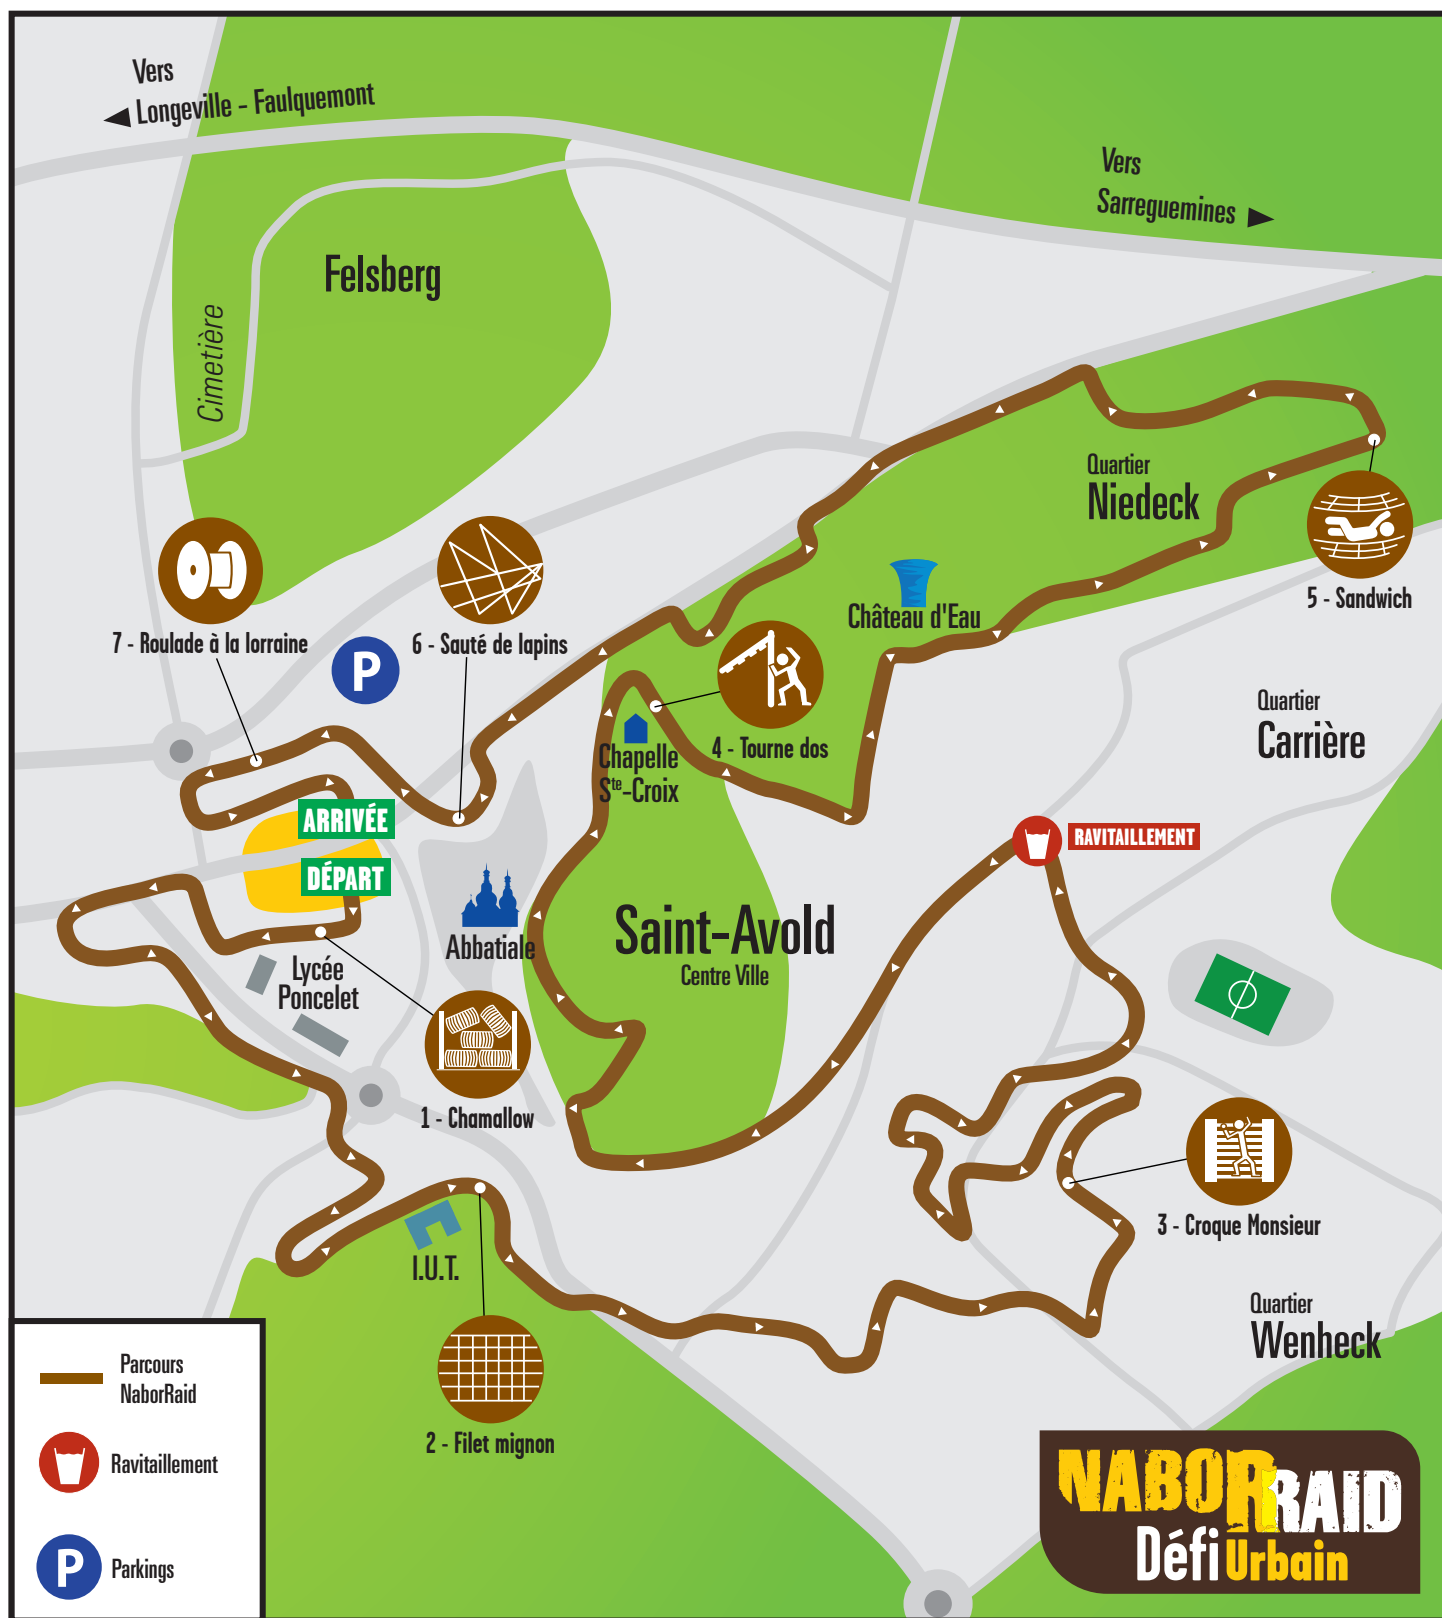 Vers
Longeville - Faulquemont
Vers
Sarreguemines
Felsberg
Cimetière
Quartier
Niedeck
5 - Sandwich
Château d'Eau
7 - Roulade à la lorraine
6 - Sauté de lapins
P
Quartier
Carrière
4 - Tourne dos
Chapelle
Ste-Croix
ARRIVÉE
RAVITAILLEMENT
DÉPART
Saint-Avold
Centre Ville
Abbatiale
Lycée
Poncelet
1 - Chamallow
3 - Croque Monsieur
I.U.T.
Quartier
Wenheck
2 - Filet mignon
Parcours
NaborRaid
Ravitaillement
P
Parkings
NABORRAID
Défi Urbain